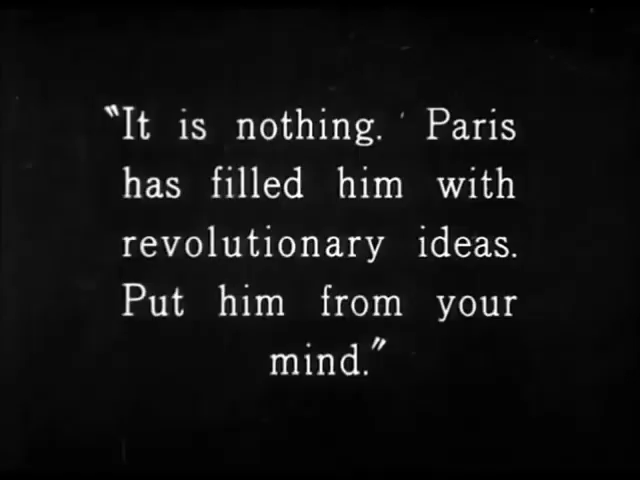 "It is nothing. Paris
has filled him with
revolutionary ideas.
Put him from your
mind."